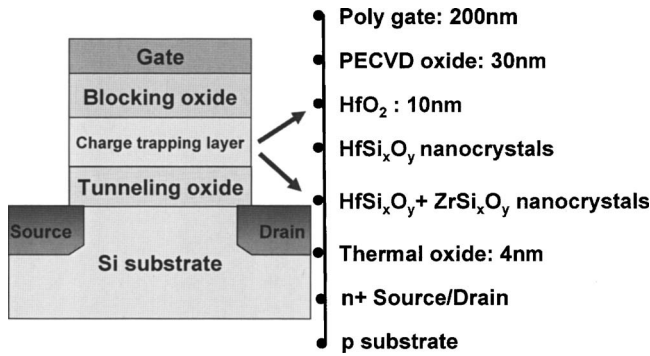 Gate
Blocking oxide
Charge trapping layer
Tunneling oxide
Source
Drain
Si substrate
Poly gate: 200nm
PECVD oxide: 30nm
HfO₂ : 10nm
HfSiₓOᵧ nanocrystals
HfSiₓOᵧ+ ZrSiₓOᵧ nanocrystals
Thermal oxide: 4nm
n+ Source/Drain
p substrate